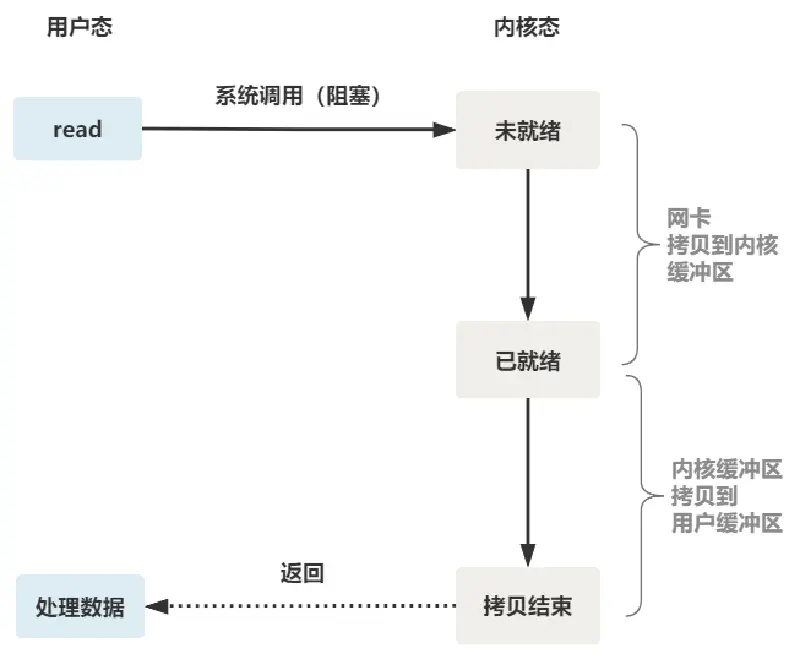 用户态
内核态
系统调用（阻塞）
read
未就绪
网卡
拷贝到内核
缓冲区
已就绪
内核缓冲区
拷贝到
用户缓冲区
返回
处理数据
拷贝结束